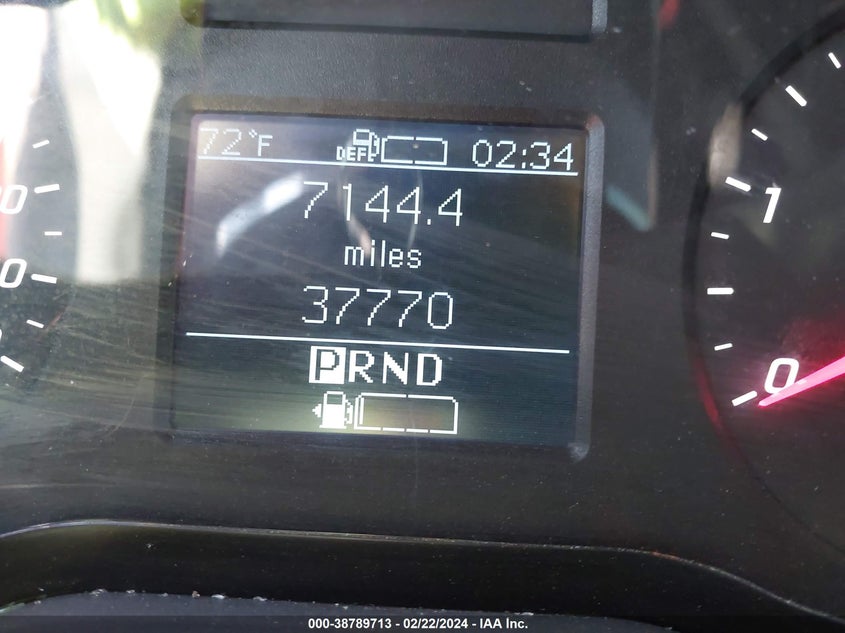 72°F DEF 02:34
7144.4
miles
37770
PRND
1
0
000-38789713 - 02/22/2024 - IAA Inc.